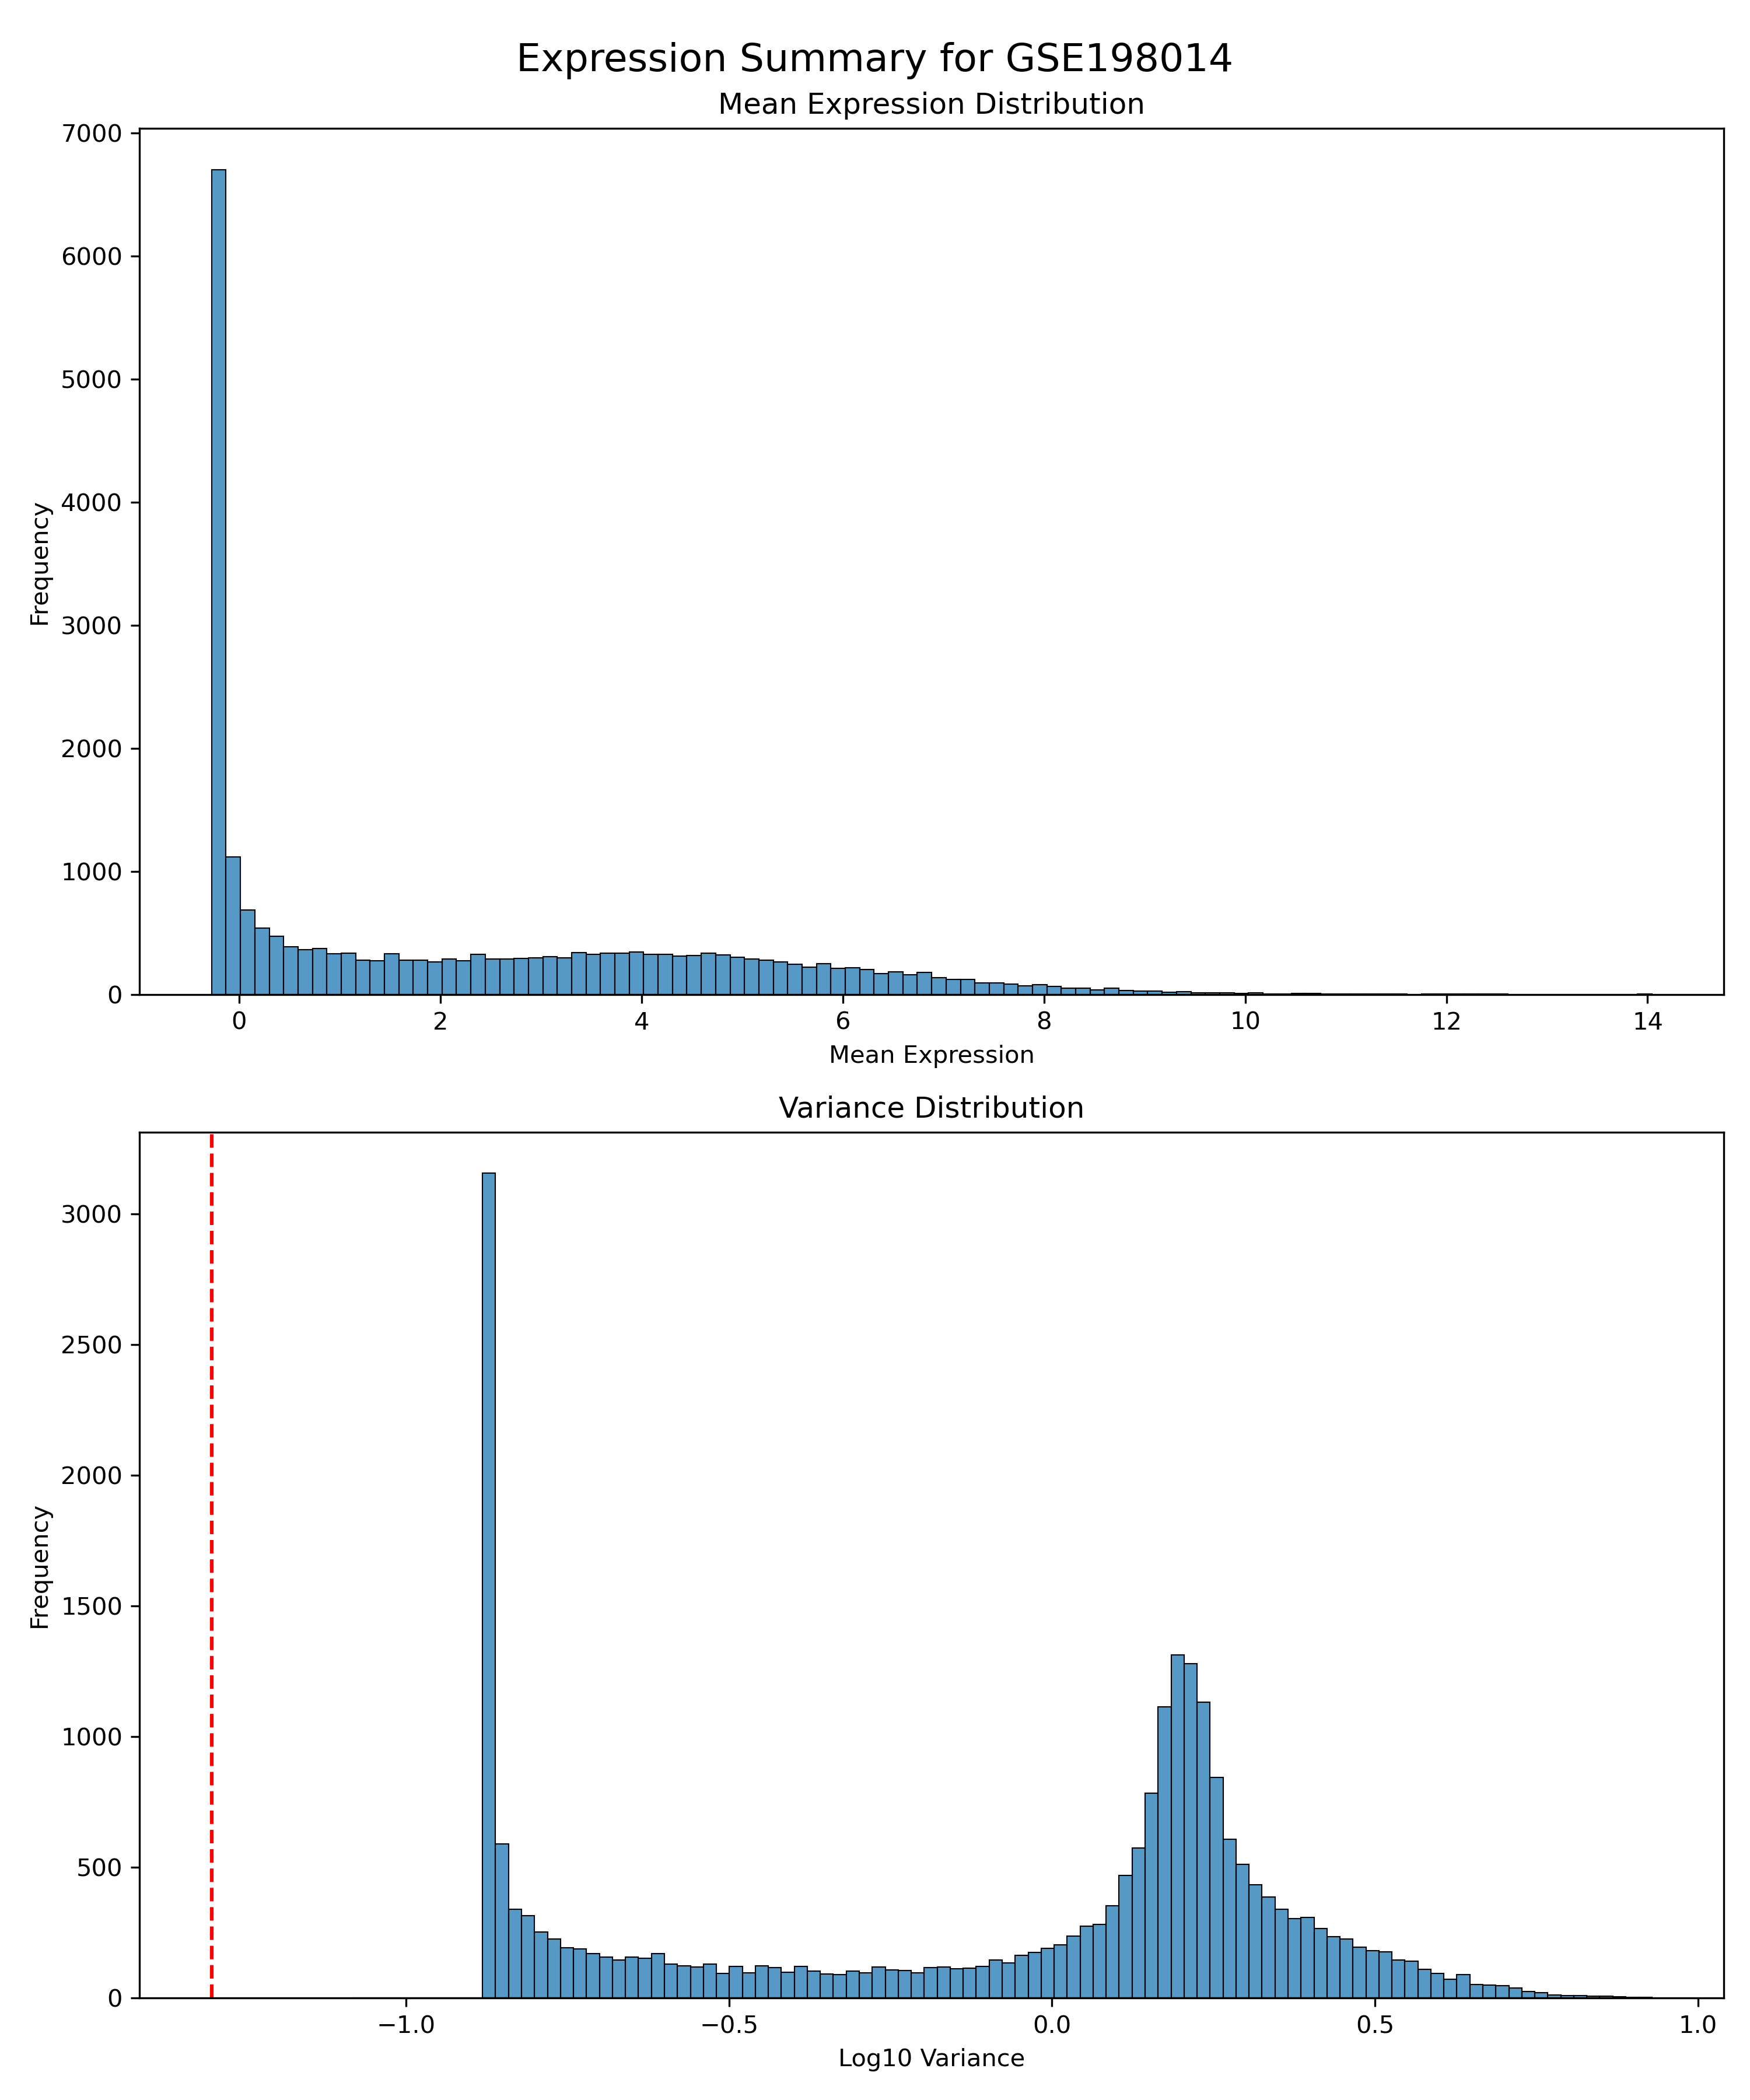 Expression Summary for GSE198014
Mean Expression Distribution
7000
6000
5000
4000
3000
2000
1000
0
Frequency
0 2 4 6 8 10 12 14
Mean Expression
Variance Distribution
3000
2500
2000
1500
1000
500
0
Frequency
−1.0 −0.5 0.0 0.5 1.0
Log10 Variance